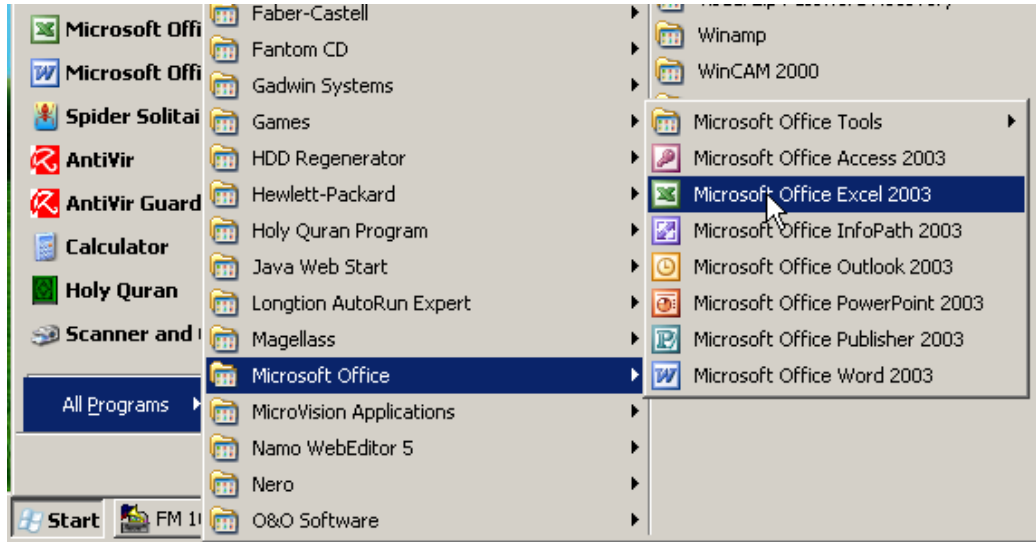 Microsoft Offi
Microsoft Offi
Spider Solitai
AntiVir
AntiVir Guard
Calculator
Holy Quran
Scanner and
All Programs
Start
FM 1
Faber-Castell
Fantom CD
Gadwin Systems
Games
HDD Regenerator
Hewlett-Packard
Holy Quran Program
Java Web Start
Longtion AutoRun Expert
Magellass
Microsoft Office
MicroVision Applications
Namo WebEditor 5
Nero
O&O Software
Winamp
WinCAM 2000
Microsoft Office Tools
Microsoft Office Access 2003
Microsoft Office Excel 2003
Microsoft Office InfoPath 2003
Microsoft Office Outlook 2003
Microsoft Office PowerPoint 2003
Microsoft Office Publisher 2003
Microsoft Office Word 2003